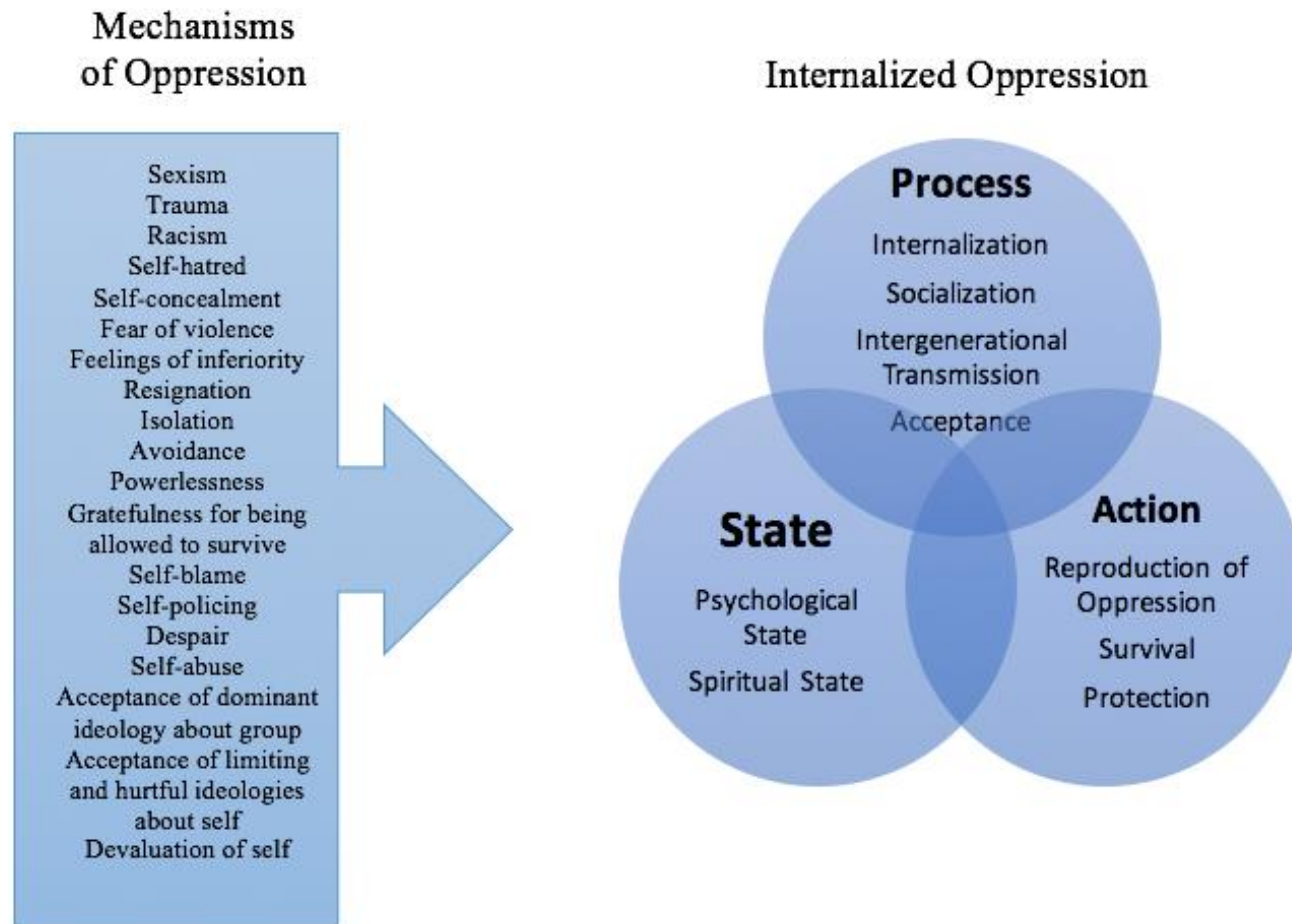 Mechanisms
of Oppression
Sexism
Trauma
Racism
Self-hatred
Self-concealment
Fear of violence
Feelings of inferiority
Resignation
Isolation
Avoidance
Powerlessness
Gratefulness for being
allowed to survive
Self-blame
Self-policing
Despair
Self-abuse
Acceptance of dominant
ideology about group
Acceptance of limiting
and hurtful ideologies
about self
Devaluation of self
Internalized Oppression
Process
Internalization
Socialization
Intergenerational
Transmission
Acceptance
State
Psychological
State
Spiritual State
Action
Reproduction of
Oppression
Survival
Protection